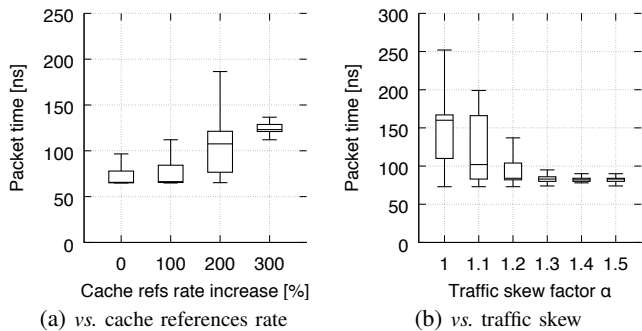 250
200
150
100
50
0
Packet time [ns]
0 100 200 300
Cache refs rate increase [%]
(a) vs. cache references rate
300
250
200
150
100
50
0
Packet time [ns]
1 1.1 1.2 1.3 1.4 1.5
Traffic skew factor α
(b) vs. traffic skew